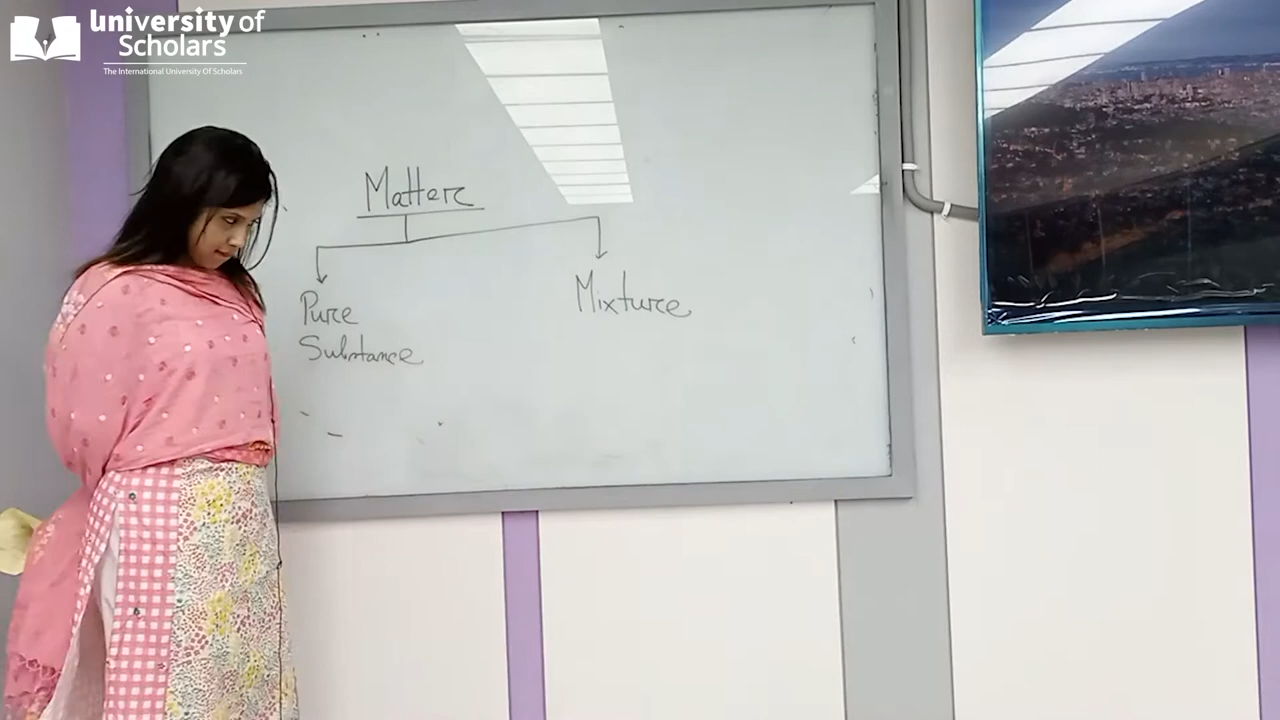 university of
Scholars
The International University Of Scholars
Matter
Pure
Substance
Mixture